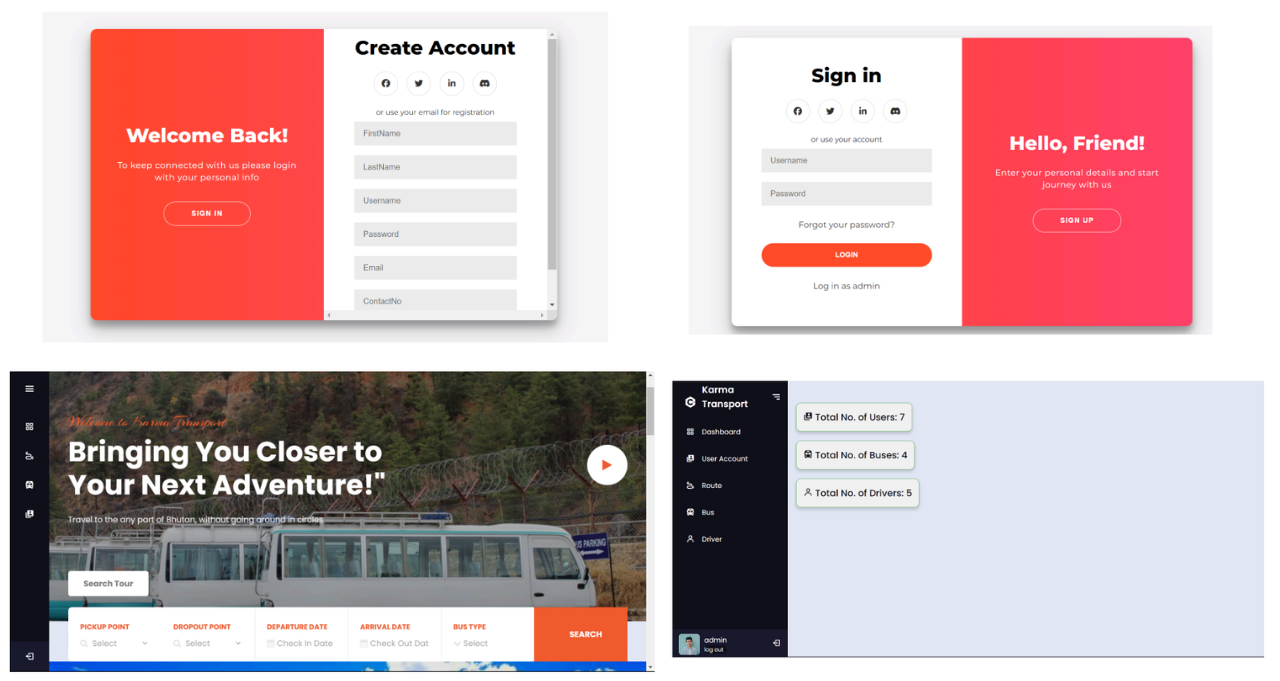 Create Account
or use your email for registration
FirstName
LastName
Username
Password
Email
ContactNo
Welcome Back!
To keep connected with us please login
with your personal info
SIGN IN
Sign in
or use your account
Username
Password
Forgot your password?
LOGIN
Log in as admin
Hello, Friend!
Enter your personal details and start
journey with us
SIGN UP
Welcome to Karma Transport
Bringing You Closer to
Your Next Adventure!"
Travel to the any part of Bhutan, without going around in circles
BUS PARKING
Search Tour
PICKUP POINT
Select
DROPOUT POINT
Select
DEPARTURE DATE
Check In Date
ARRIVAL DATE
Check Out Dat
BUS TYPE
Select
SEARCH
Karma
Transport
Dashboard
User Account
Route
Bus
Driver
admin
log out
Total No. of Users: 7
Total No. of Buses: 4
Total No. of Drivers: 5